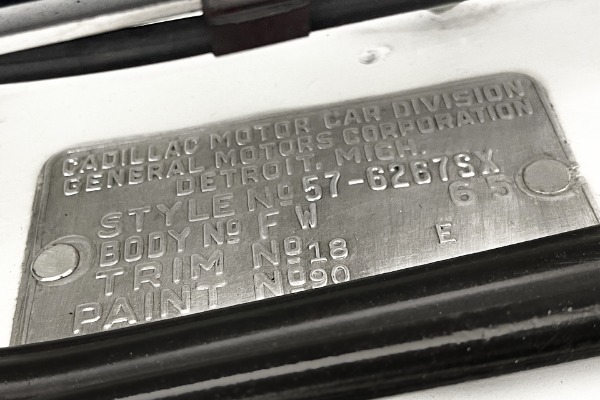 CADILLAC MOTOR CAR DIVISION
GENERAL MOTORS CORPORATION
DETROIT, MICH.
STYLE No 57-6267SX
BODY No F W 65
TRIM No 18 E
PAINT No 90